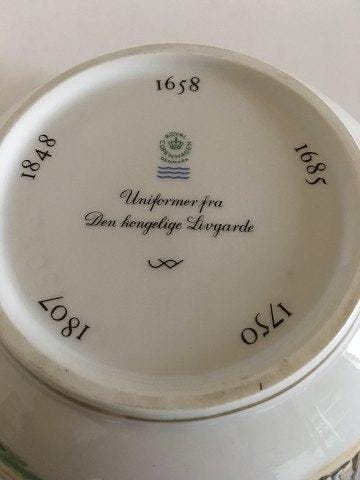 1658
1685
1750
1807
1848
ROYAL
COPENHAGEN
DENMARK
Uniformer fra
Den kongelige Livgarde